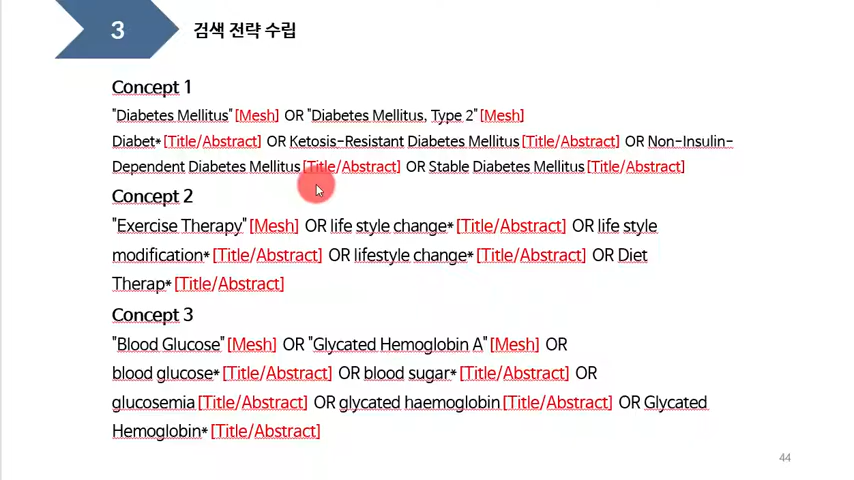 3
검색 전략 수립
Concept 1
"Diabetes Mellitus"[Mesh] OR "Diabetes Mellitus, Type 2"[Mesh]
Diabet*[Title/Abstract] OR Ketosis-Resistant Diabetes Mellitus[Title/Abstract] OR Non-Insulin-
Dependent Diabetes Mellitus[Title/Abstract] OR Stable Diabetes Mellitus[Title/Abstract]
Concept 2
"Exercise Therapy"[Mesh] OR life style change*[Title/Abstract] OR life style
modification*[Title/Abstract] OR lifestyle change*[Title/Abstract] OR Diet
Therap*[Title/Abstract]
Concept 3
"Blood Glucose"[Mesh] OR "Glycated Hemoglobin A"[Mesh] OR
blood glucose*[Title/Abstract] OR blood sugar*[Title/Abstract] OR
glucosemia[Title/Abstract] OR glycated haemoglobin[Title/Abstract] OR Glycated
Hemoglobin*[Title/Abstract]
44